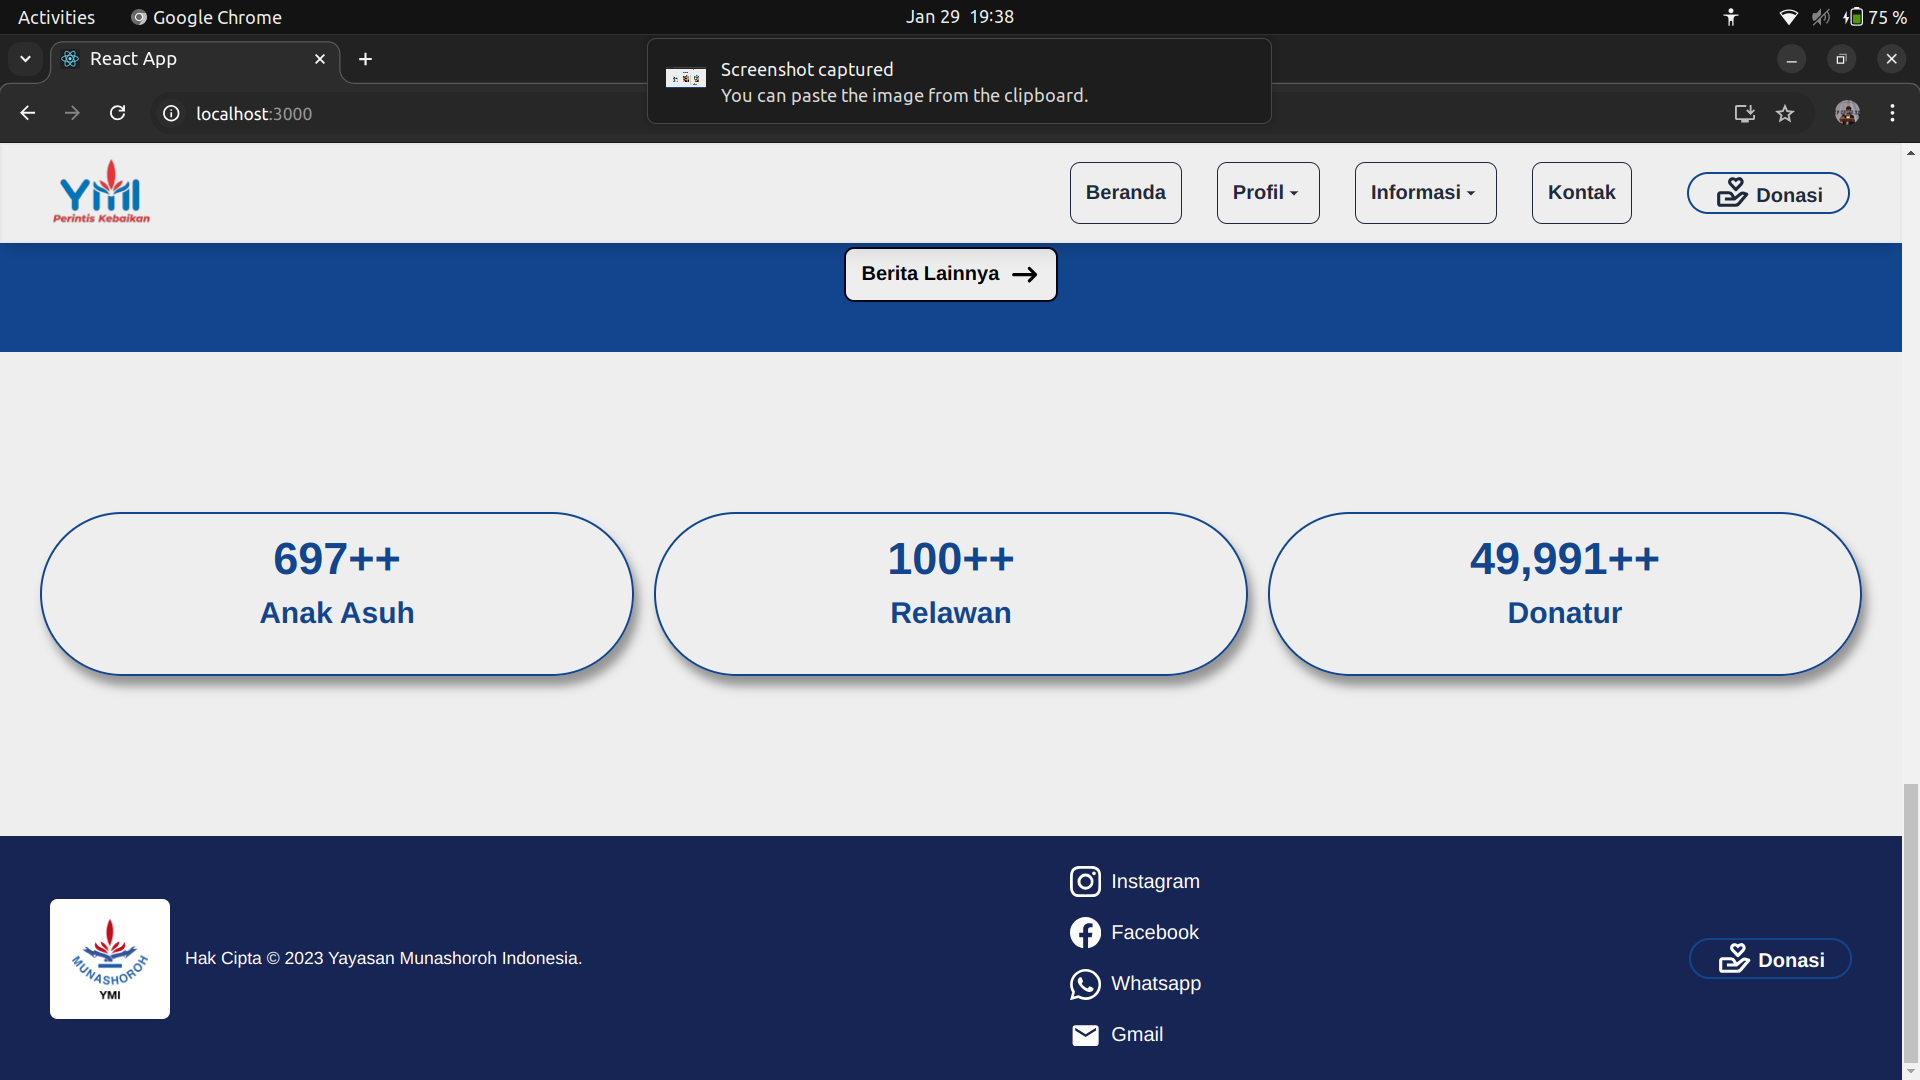 Activities Google Chrome Jan 29 19:38 75 %
React App
Screenshot captured
You can paste the image from the clipboard.
localhost:3000
YMI
Perintis Kebaikan
Beranda Profil Informasi Kontak Donasi
Berita Lainnya
697++ 100++ 49,991++
Anak Asuh Relawan Donatur
Instagram
Facebook
MUNASHOROH
YMI
Hak Cipta © 2023 Yayasan Munashoroh Indonesia.
Donasi
Whatsapp
Gmail